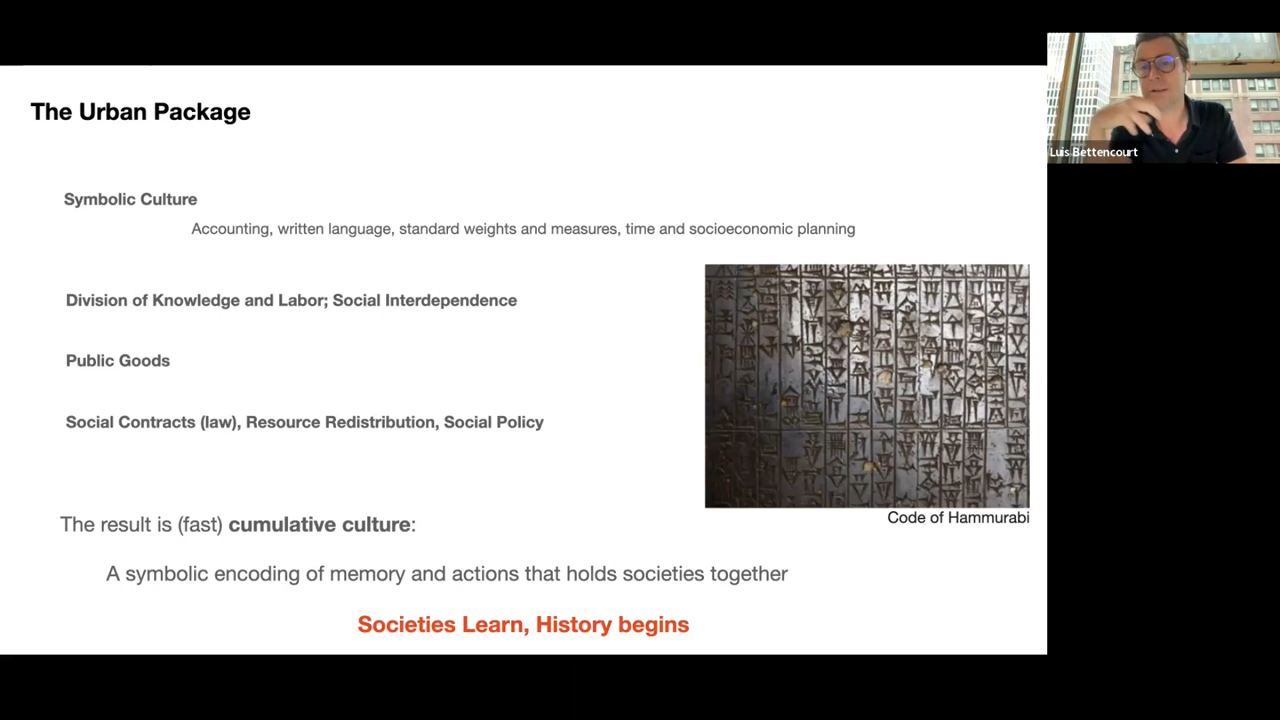 The Urban Package
Luis Bettencourt
Symbolic Culture
Accounting, written language, standard weights and measures, time and socioeconomic planning
Division of Knowledge and Labor; Social Interdependence
Public Goods
Social Contracts (law), Resource Redistribution, Social Policy
Code of Hammurabi
The result is (fast) cumulative culture:
A symbolic encoding of memory and actions that holds societies together
Societies Learn, History begins